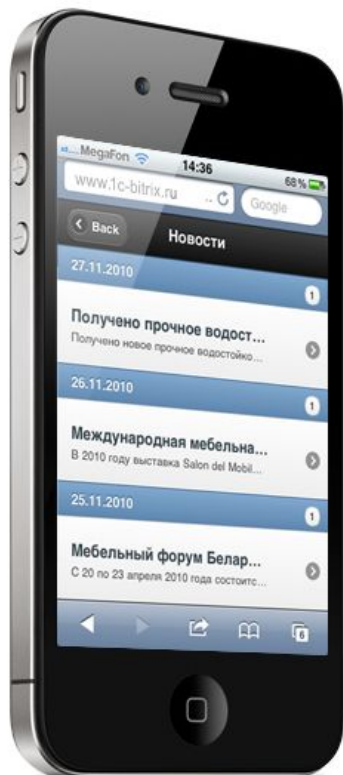 MegaFon 14:36 68%
www.1c-bitrix.ru .. Google
Back Новости
27.11.2010 1
Получено прочное водост...
Получено новое прочное водостойко...
26.11.2010 1
Международная мебельна...
В 2010 году выставка Salon del Mobil...
25.11.2010 1
Мебельный форум Белар...
С 20 по 23 апреля 2010 года состоитс...
6